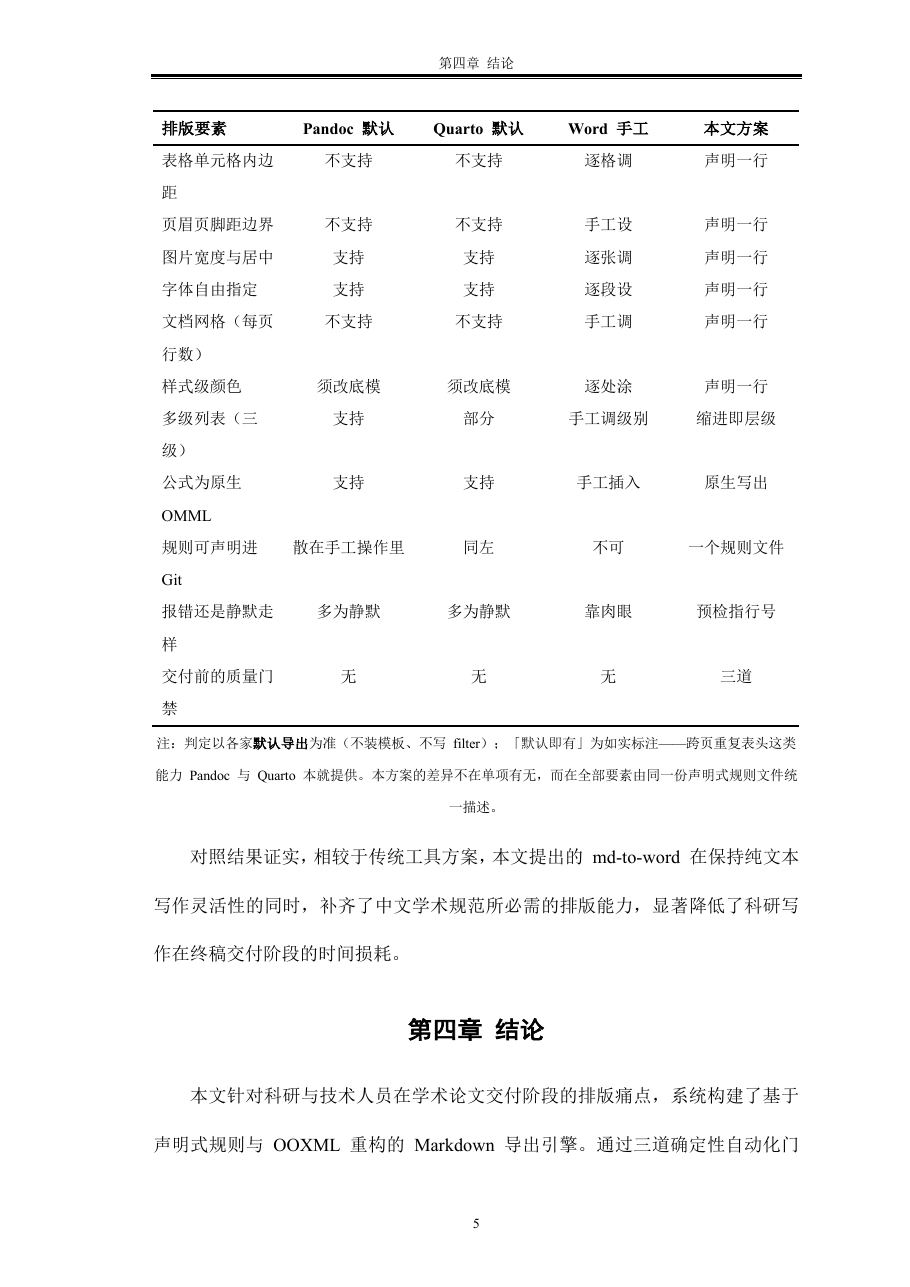 第四章 结论
排版要素 Pandoc 默认 Quarto 默认 Word 手工 本文方案
表格单元格内边 不支持 不支持 逐格调 声明一行
距
页眉页脚距边界 不支持 不支持 手工设 声明一行
图片宽度与居中 支持 支持 逐张调 声明一行
字体自由指定 支持 支持 逐段设 声明一行
文档网格（每页 不支持 不支持 手工调 声明一行
行数）
样式级颜色 须改底模 须改底模 逐处涂 声明一行
多级列表（三 支持 部分 手工调级别 缩进即层级
级）
公式为原生 支持 支持 手工插入 原生写出
OMML
规则可声明进 散在手工操作里 同左 不可 一个规则文件
Git
报错还是静默走 多为静默 多为静默 靠肉眼 预检指行号
样
交付前的质量门 无 无 无 三道
禁
注：判定以各家默认导出为准（不装模板、不写 filter）；「默认即有」为如实标注——跨页重复表头这类
能力 Pandoc 与 Quarto 本就提供。本方案的差异不在单项有无，而在全部要素由同一份声明式规则文件统
一描述。
对照结果证实，相较于传统工具方案，本文提出的 md-to-word 在保持纯文本
写作灵活性的同时，补齐了中文学术规范所必需的排版能力，显著降低了科研写
作在终稿交付阶段的时间损耗。
第四章 结论
本文针对科研与技术人员在学术论文交付阶段的排版痛点，系统构建了基于
声明式规则与 OOXML 重构的 Markdown 导出引擎。通过三道确定性自动化门
5